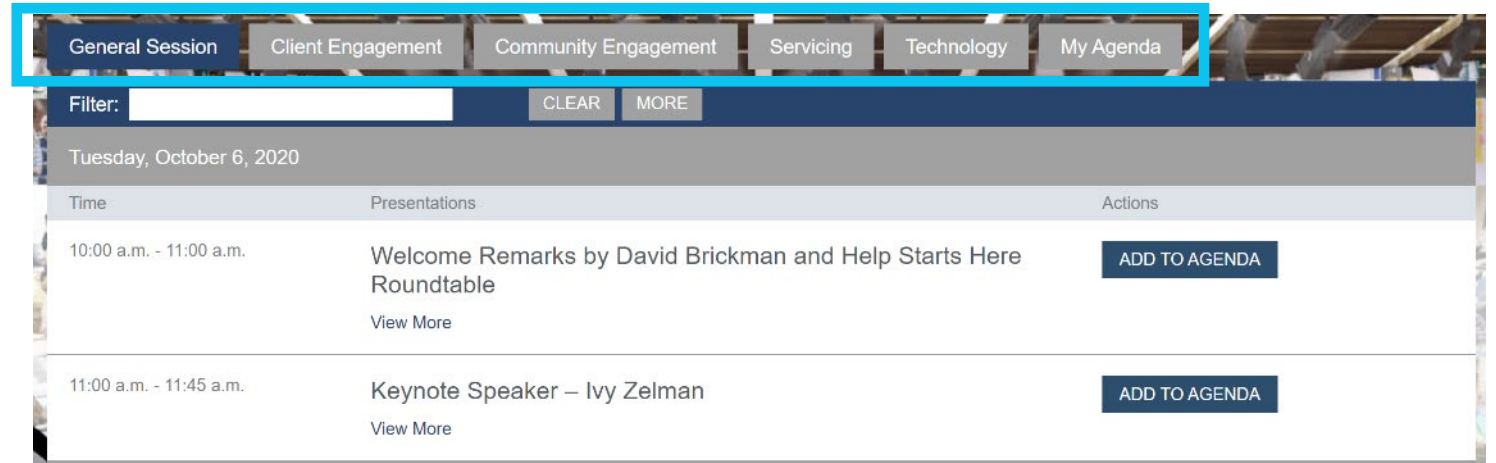 General Session Client Engagement Community Engagement Servicing Technology My Agenda
Filter: CLEAR MORE
Tuesday, October 6, 2020
Time Presentations Actions
10:00 a.m. - 11:00 a.m. Welcome Remarks by David Brickman and Help Starts Here ADD TO AGENDA
Roundtable
View More
11:00 a.m. - 11:45 a.m. Keynote Speaker – Ivy Zelman ADD TO AGENDA
View More